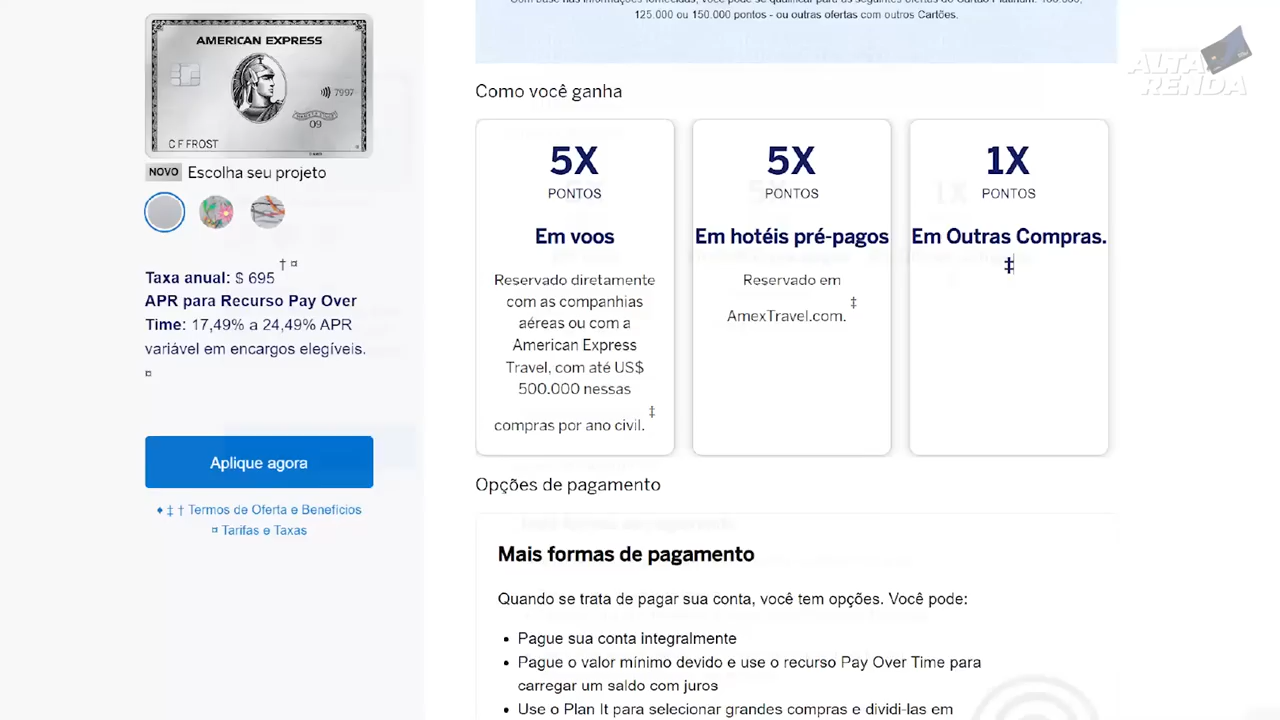 AMERICAN EXPRESS
7997
09
C F FROST
NOVO Escolha seu projeto
Taxa anual: $ 695 † ¤
APR para Recurso Pay Over
Time: 17,49% a 24,49% APR
variável em encargos elegíveis.
¤
Aplique agora
♦ ‡ † Termos de Oferta e Benefícios
¤ Tarifas e Taxas
125.000 ou 150.000 pontos - ou outras ofertas com outros Cartões.
ALTA
RENDA
Como você ganha
5X
PONTOS
Em voos
Reservado diretamente
com as companhias
aéreas ou com a
American Express
Travel, com até US$
500.000 nessas
compras por ano civil. ‡
5X
PONTOS
Em hotéis pré-pagos
Reservado em
AmexTravel.com. ‡
1X
PONTOS
Em Outras Compras.
‡
Opções de pagamento
Mais formas de pagamento
Quando se trata de pagar sua conta, você tem opções. Você pode:
• Pague sua conta integralmente
• Pague o valor mínimo devido e use o recurso Pay Over Time para
carregar um saldo com juros
• Use o Plan It para selecionar grandes compras e dividi-las em